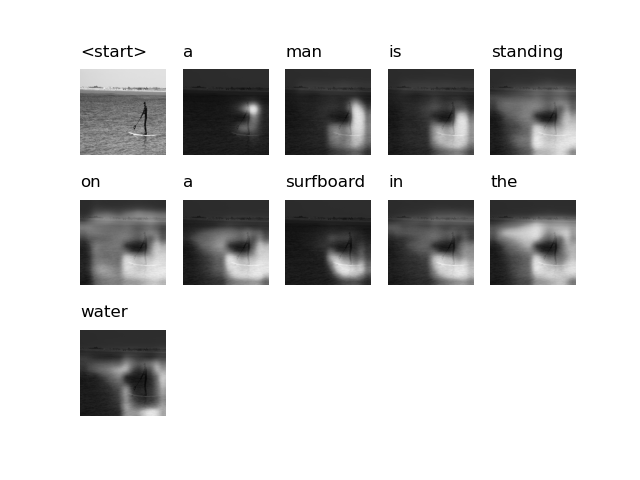 <start> a man is standing
on a surfboard in the
water